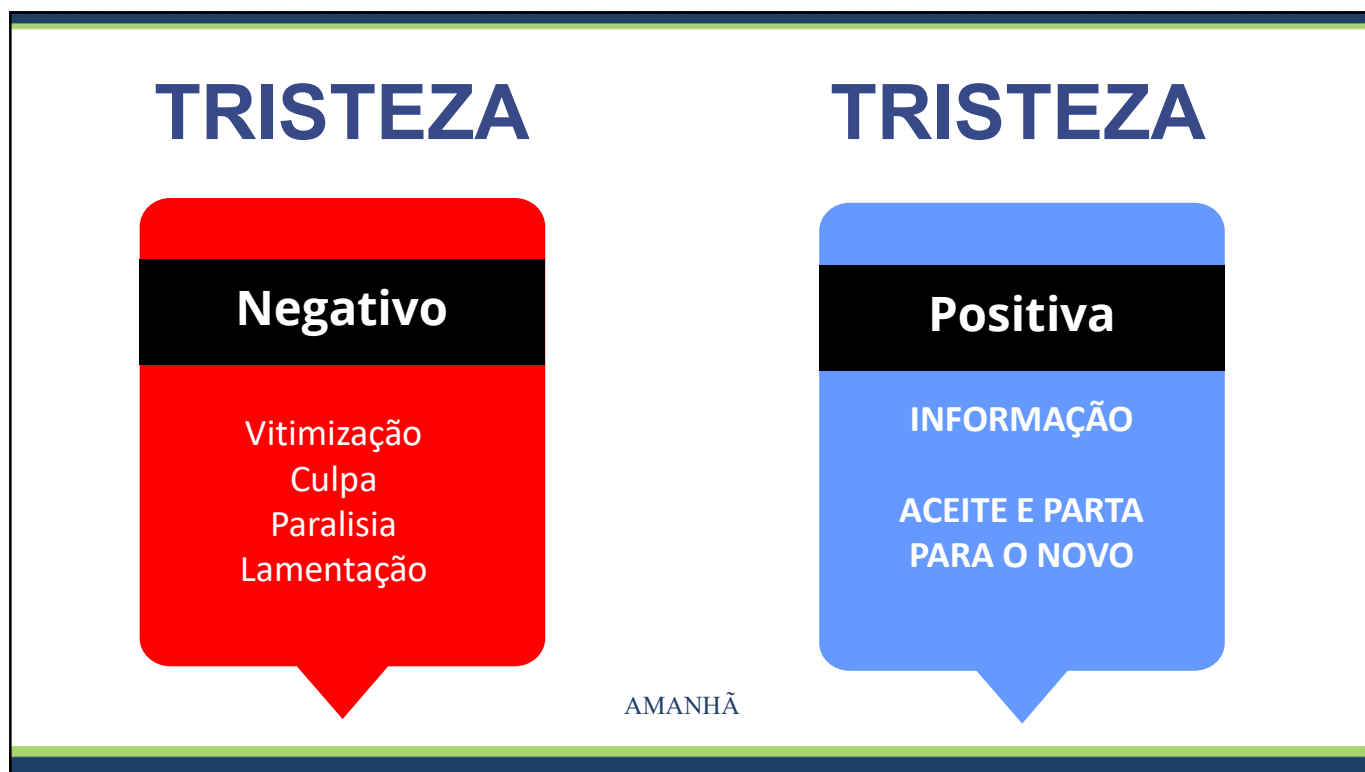 TRISTEZA
Negativo
Vitimização
Culpa
Paralisia
Lamentação
TRISTEZA
Positiva
INFORMAÇÃO
ACEITE E PARTA
PARA O NOVO
AMANHÃ